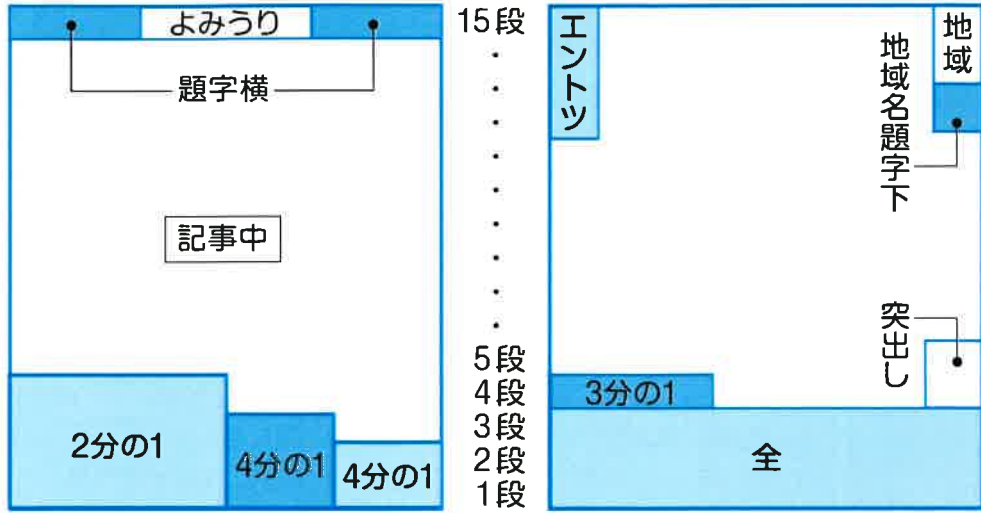 よみうり
題字横
記事中
2分の1
4分の1
4分の1
15段
・
・
・
・
・
・
・
・
・
5段
4段
3段
2段
1段
エントツ
地域
地域名題字下
突出し
3分の1
全